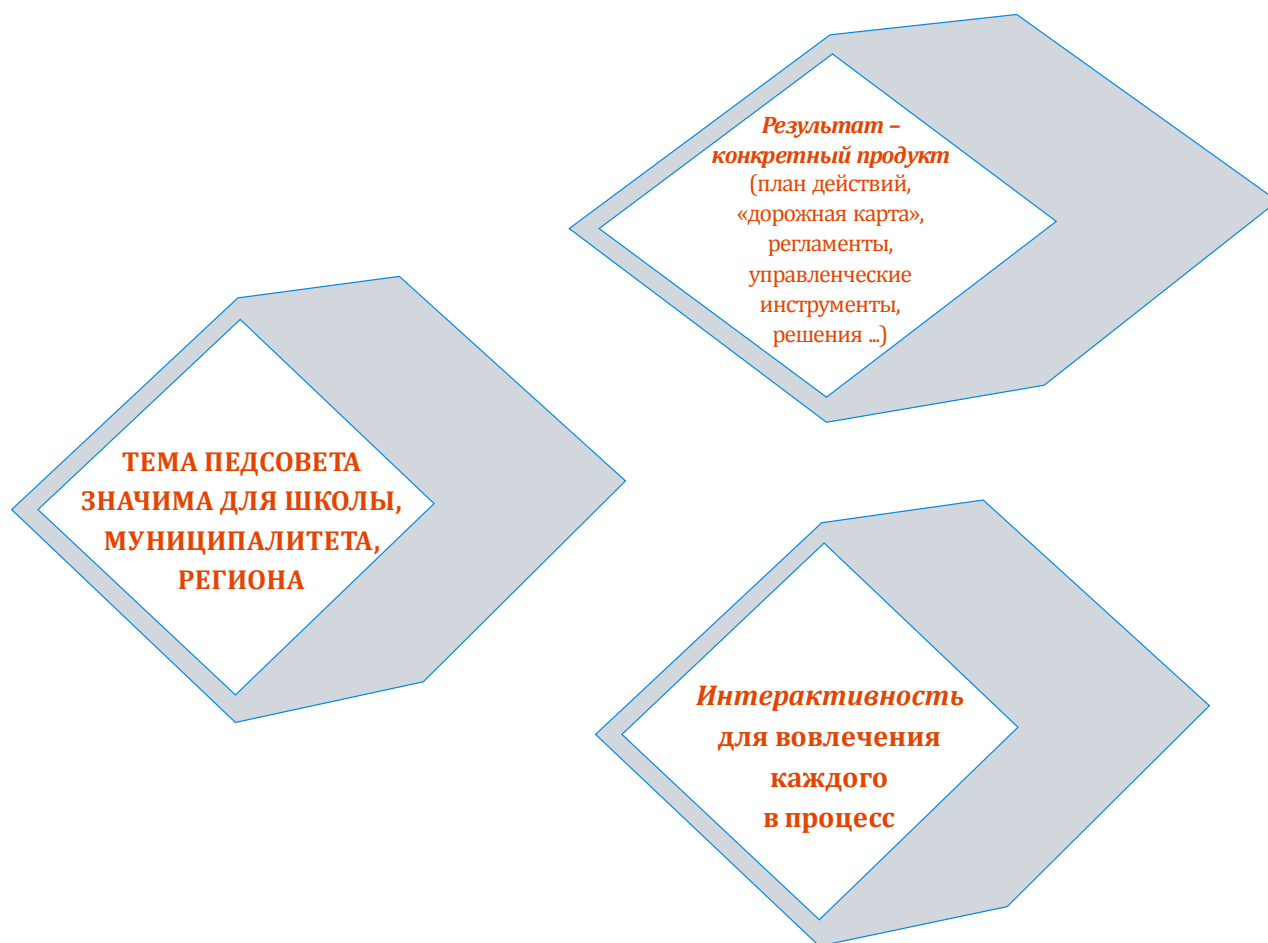 Результат –
конкретный продукт
(план действий,
«дорожная карта»,
регламенты,
управленческие
инструменты,
решения ...)
ТЕМА ПЕДСОВЕТА
ЗНАЧИМА ДЛЯ ШКОЛЫ,
МУНИЦИПАЛИТЕТА,
РЕГИОНА
Интерактивность
для вовлечения
каждого
в процесс